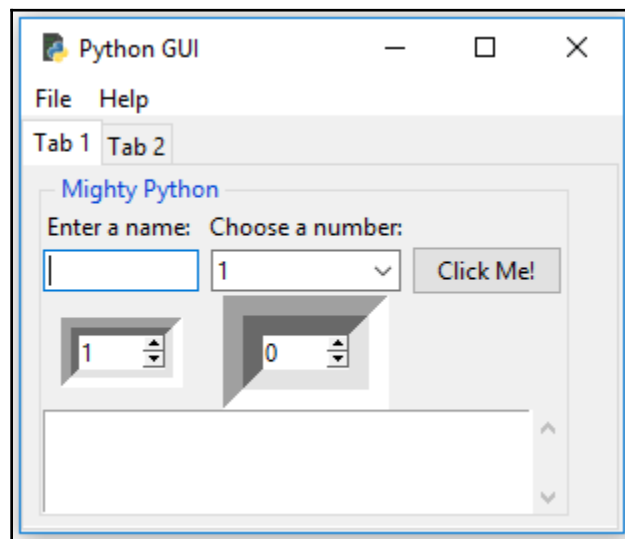 Python GUI
File Help
Tab 1 Tab 2
Mighty Python
Enter a name: Choose a number:
1 Click Me!
1 0